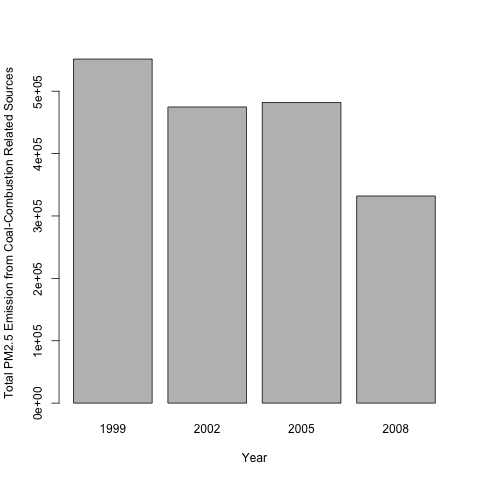 Total PM2.5 Emission from Coal-Combustion Related Sources
5e+05
4e+05
3e+05
2e+05
1e+05
0e+00
1999 2002 2005 2008
Year